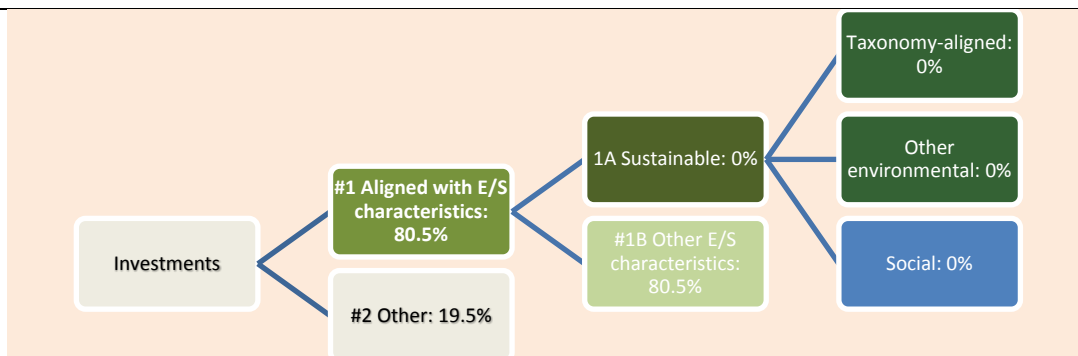 Investments
#1 Aligned with E/S
characteristics:
80.5%
#2 Other: 19.5%
1A Sustainable: 0%
#1B Other E/S
characteristics:
80.5%
Taxonomy-aligned:
0%
Other
environmental: 0%
Social: 0%